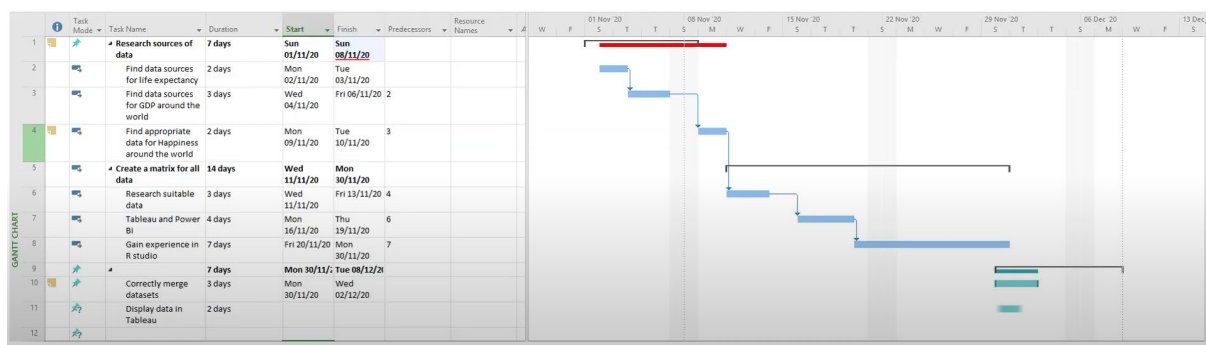 Task Mode Task Name Duration Start Finish Predecessors Resource Names
01 Nov '20 08 Nov '20 15 Nov '20 22 Nov '20 29 Nov '20 06 Dec '20 13 Dec
W F S T T S M W F S T T S M W F S T T S M W F S
1 Research sources of data 7 days Sun 01/11/20 Sun 08/11/20
2 Find data sources for life expectancy 2 days Mon 02/11/20 Tue 03/11/20
3 Find data sources for GDP around the world 3 days Wed 04/11/20 Fri 06/11/20 2
4 Find appropriate data for Happiness around the world 2 days Mon 09/11/20 Tue 10/11/20 3
5 Create a matrix for all data 14 days Wed 11/11/20 Mon 30/11/20
6 Research suitable data 3 days Wed 11/11/20 Fri 13/11/20 4
7 Tableau and Power Bi 4 days Mon 16/11/20 Thu 19/11/20 6
8 Gain experience in R studio 7 days Fri 20/11/20 Mon 30/11/20 7
9 7 days Mon 30/11/2 Tue 08/12/20
10 Correctly merge datasets 3 days Mon 30/11/20 Wed 02/12/20
11 Display data in Tableau 2 days
12
GANTT CHART